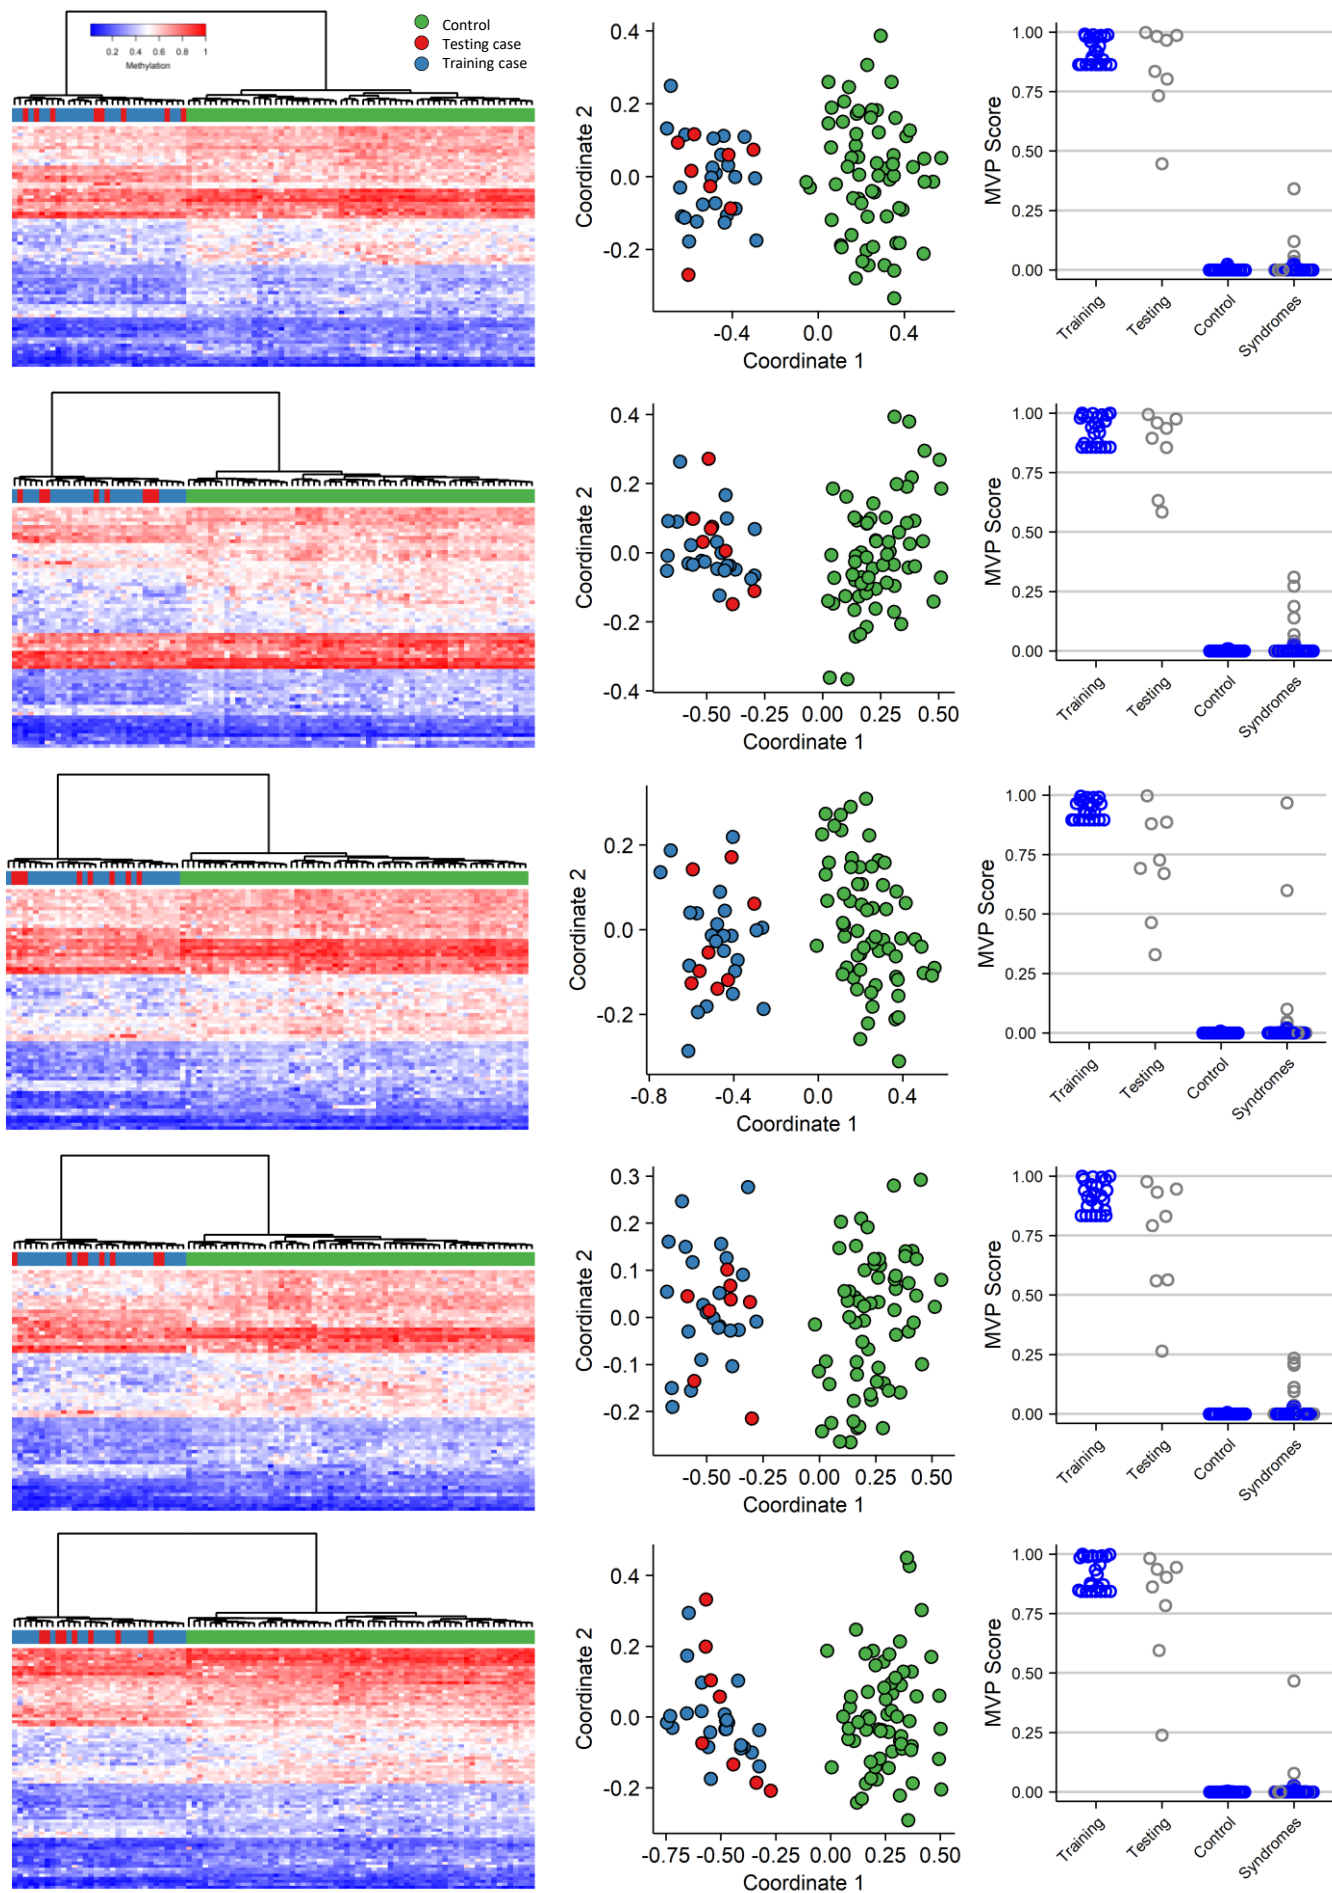 0.2 0.4 0.6 0.8 1
Methylation
Control
Testing case
Training case
0.4
0.2
0.0
-0.2
Coordinate 2
-0.4 0.0 0.4
Coordinate 1
1.00
0.75
0.50
0.25
0.00
MVP Score
Training
Testing
Control
Syndromes
0.4
0.2
0.0
-0.2
-0.4
Coordinate 2
-0.50 -0.25 0.00 0.25 0.50
Coordinate 1
1.00
0.75
0.50
0.25
0.00
MVP Score
Training
Testing
Control
Syndromes
0.2
0.0
-0.2
Coordinate 2
-0.8 -0.4 0.0 0.4
Coordinate 1
1.00
0.75
0.50
0.25
0.00
MVP Score
Training
Testing
Control
Syndromes
0.3
0.2
0.1
0.0
-0.1
-0.2
Coordinate 2
-0.50 -0.25 0.00 0.25 0.50
Coordinate 1
1.00
0.75
0.50
0.25
0.00
MVP Score
Training
Testing
Control
Syndromes
0.4
0.2
0.0
-0.2
Coordinate 2
-0.75 -0.50 -0.25 0.00 0.25 0.50
Coordinate 1
1.00
0.75
0.50
0.25
0.00
MVP Score
Training
Testing
Control
Syndromes